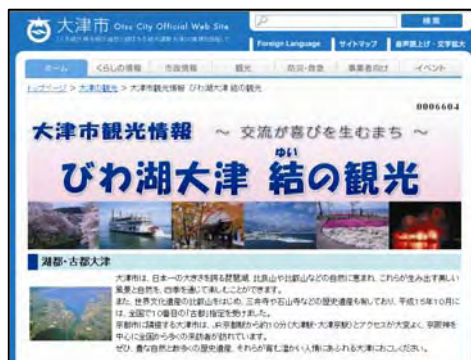 大津市 Otsu City Official Web Site
検索
Foreign Language サイトマップ 音声読上げ・文字拡大
ホーム くらしの情報 市政情報 観光 防災・救急 事業者向け イベント
トップページ > 大津の観光 > 大津市観光情報 びわ湖大津 結の観光
0006604
大津市観光情報 ～ 交流が喜びを生むまち ～
ゆい
びわ湖大津 結の観光
湖都・古都大津
大津市は、日本一の大きさを誇る琵琶湖、比良山や比叡山などの自然に恵まれ、これらが生み出す美しい
風景と自然を、四季を通じて楽しむことができます。
また、世界文化遺産の比叡山をはじめ、三井寺や石山寺などの歴史遺産も有しており、平成15年10月に
は、全国で10番目の「古都」指定を受けました。
京都市に隣接する大津市は、JR京都駅から約10分（大津駅・大津京駅）とアクセスが大変よく、京阪神を
中心に全国から多くの来訪者が訪れています。
ぜひ、豊な自然と数多くの歴史遺産、それらが育む温かい人情にあふれる大津にお越しください。